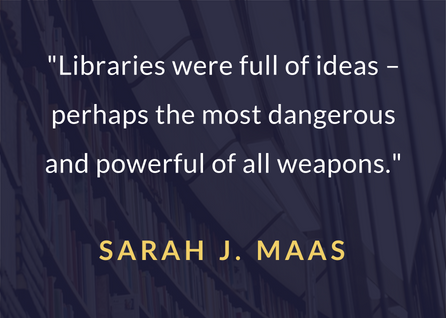 "Libraries were full of ideas –
perhaps the most dangerous
and powerful of all weapons."
SARAH J. MAAS